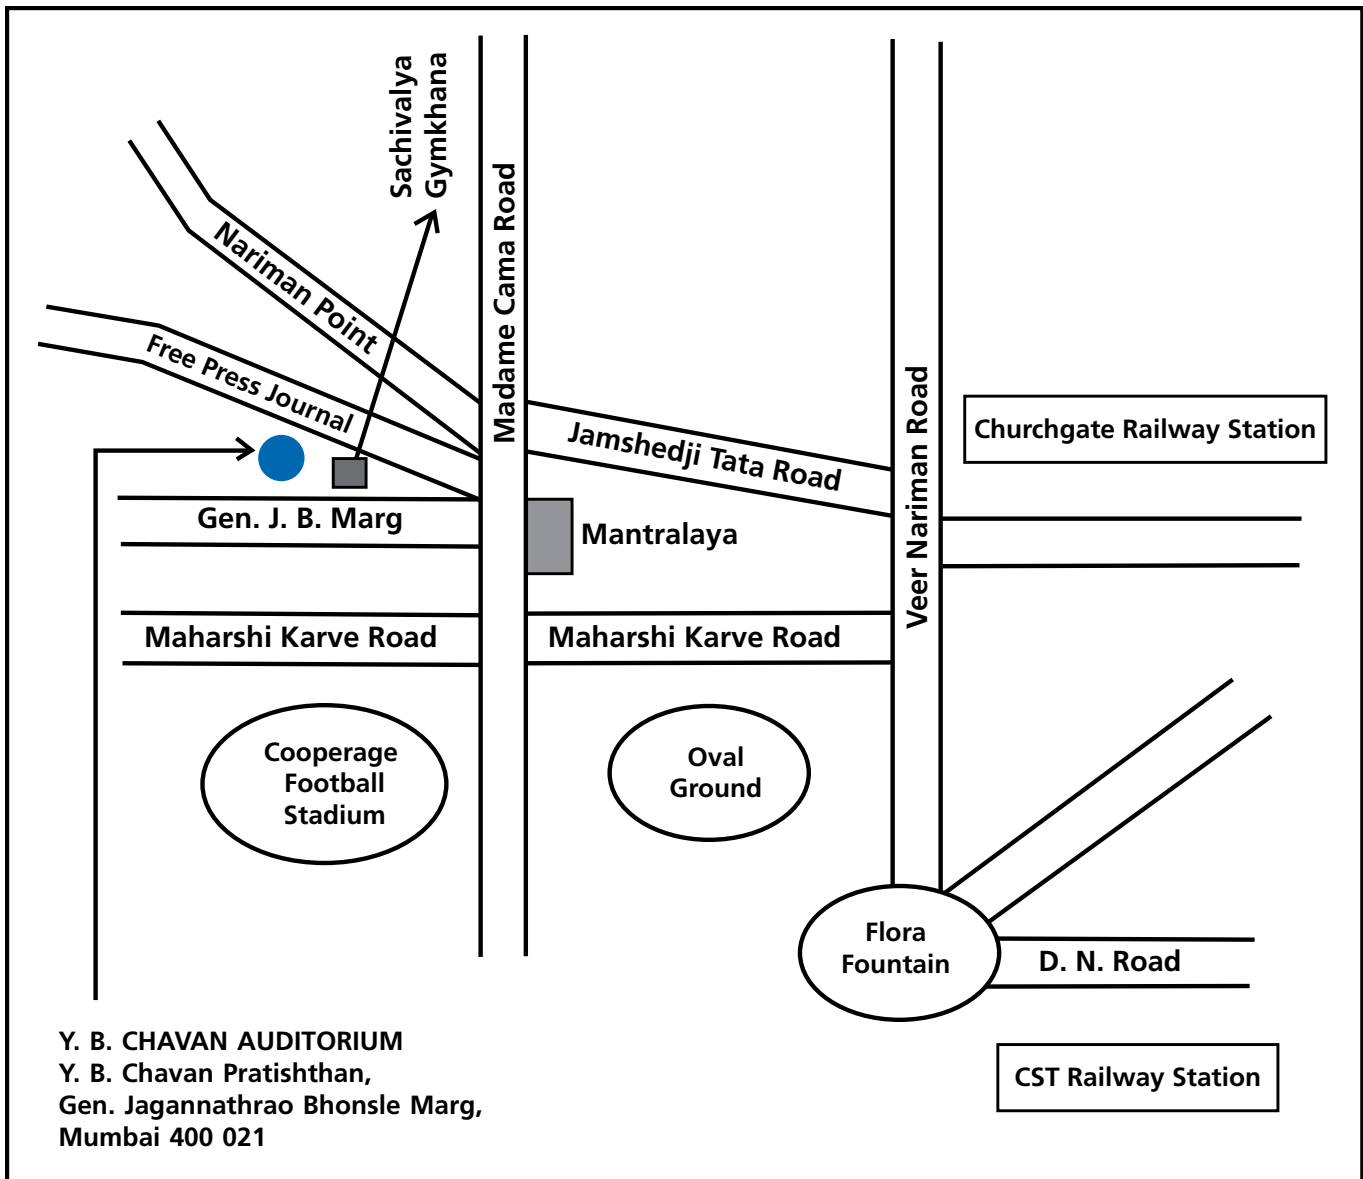 Sachivalya
Gymkhana
Madame Cama Road
Nariman Point
Free Press Journal
Jamshedji Tata Road
Veer Nariman Road
Churchgate Railway Station
Gen. J. B. Marg
Mantralaya
Maharshi Karve Road
Maharshi Karve Road
Cooperage
Football
Stadium
Oval
Ground
Flora
Fountain
D. N. Road
CST Railway Station
Y. B. CHAVAN AUDITORIUM
Y. B. Chavan Pratishthan,
Gen. Jagannathrao Bhonsle Marg,
Mumbai 400 021